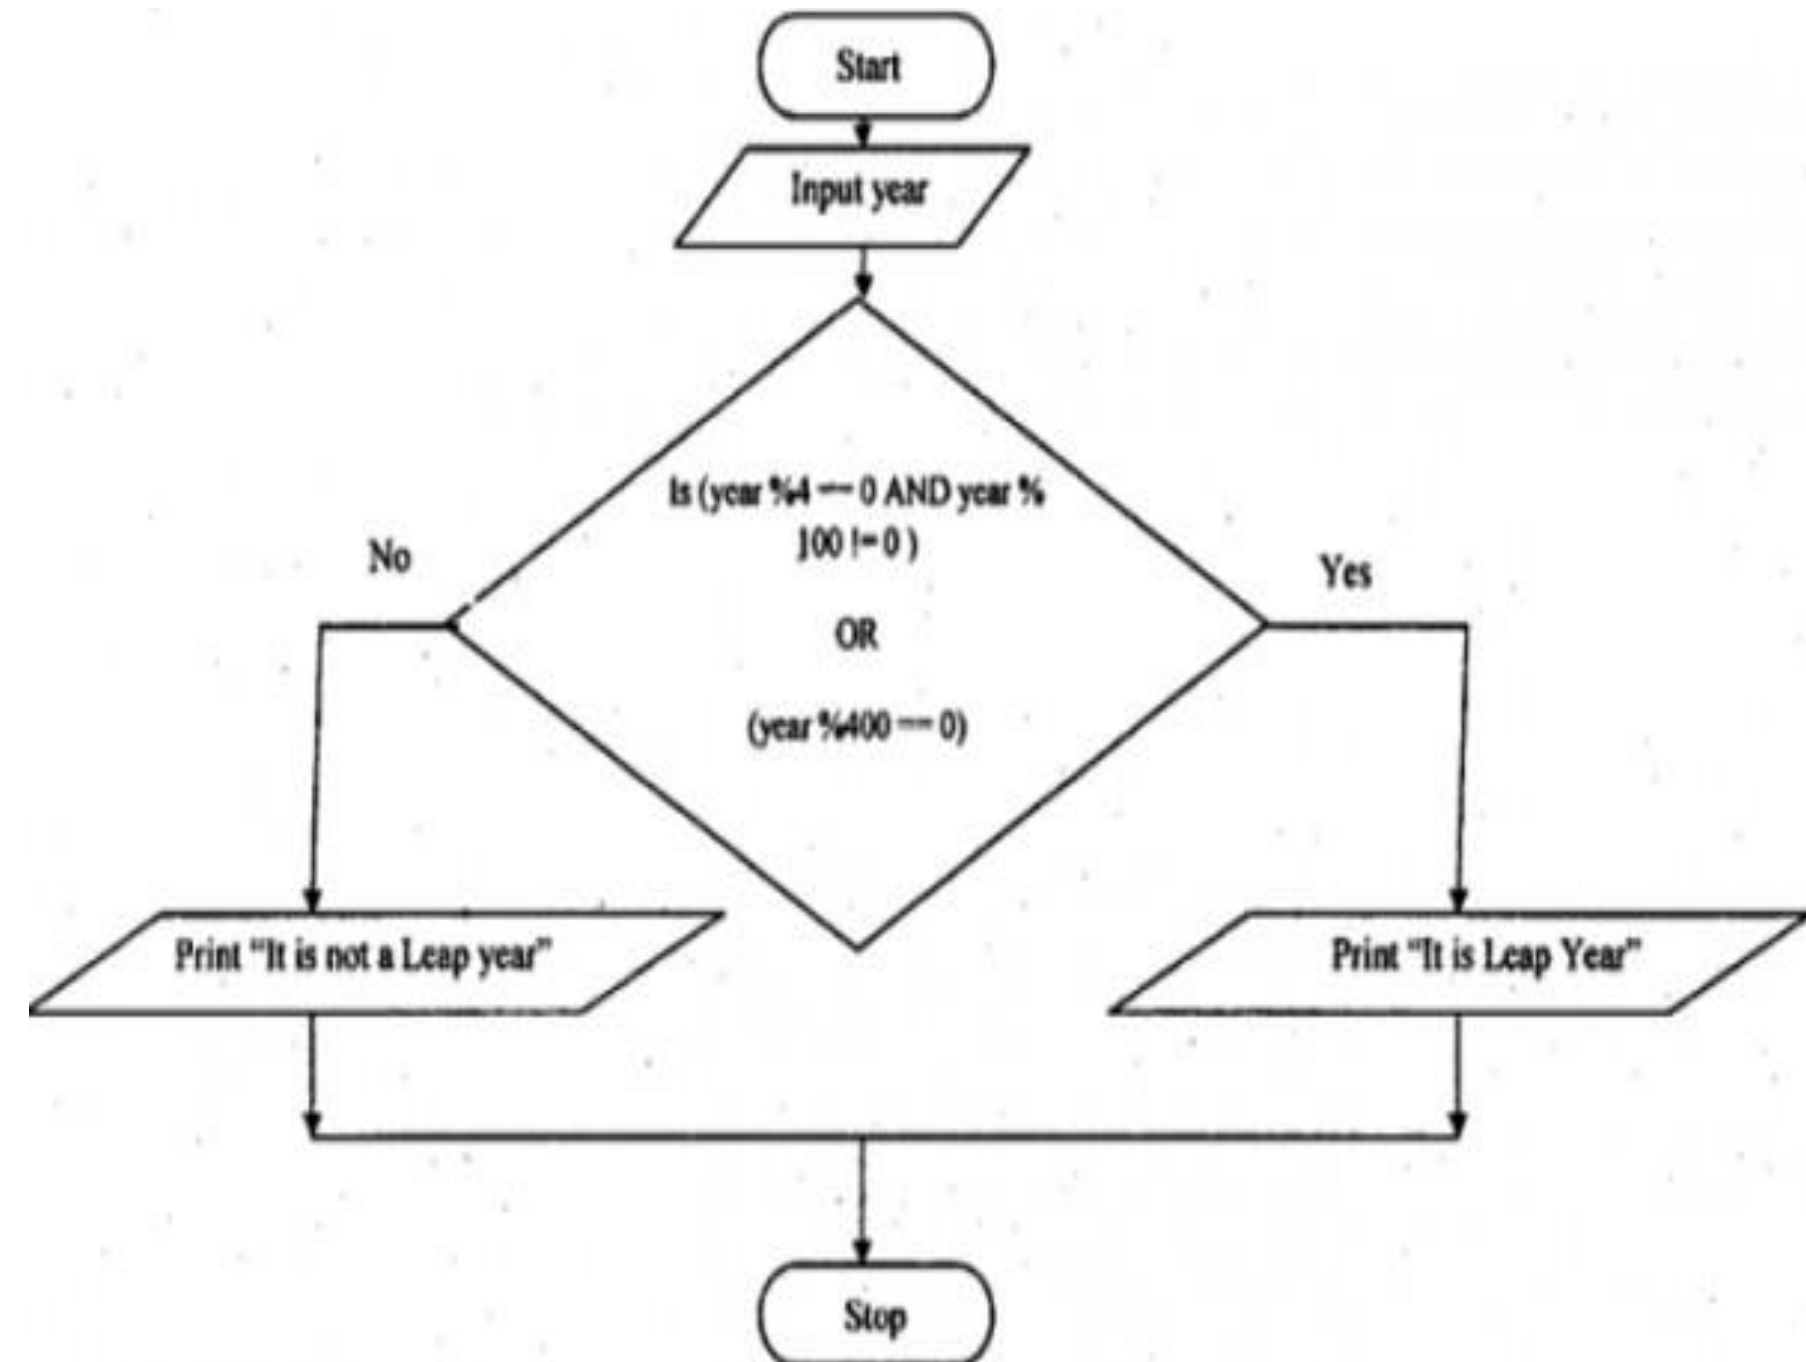 Start
Input year
Is (year %4 == 0 AND year %
100 != 0 )
OR
(year %400 == 0)
No
Yes
Print “It is not a Leap year”
Print “It is Leap Year”
Stop